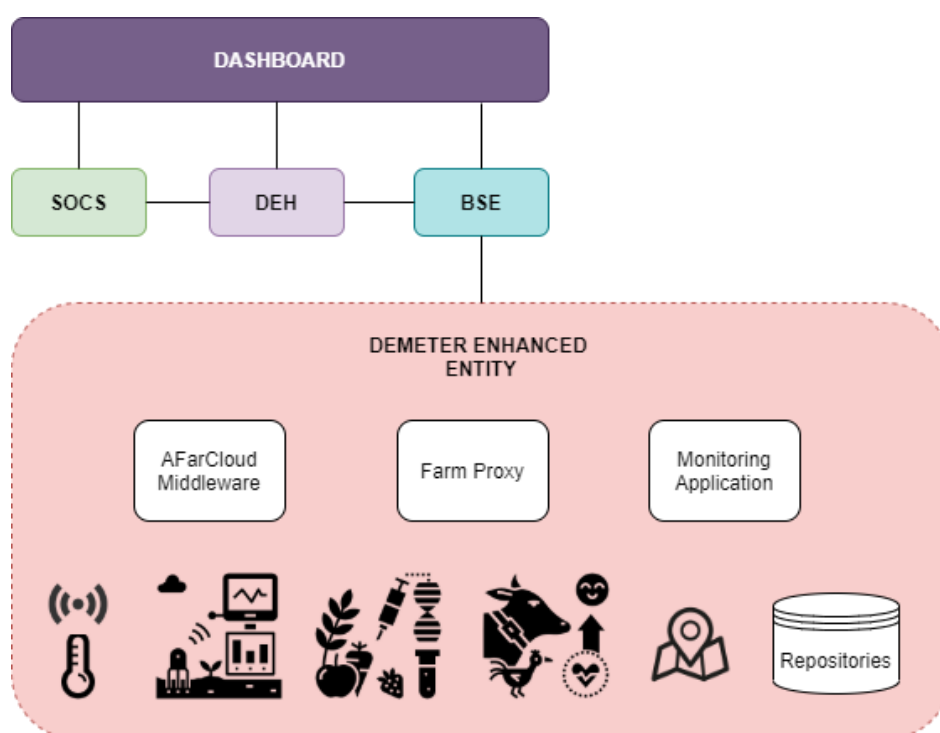 DASHBOARD
SOCS
DEH
BSE
DEMETER ENHANCED
ENTITY
AFarCloud
Middleware
Farm Proxy
Monitoring
Application
Repositories